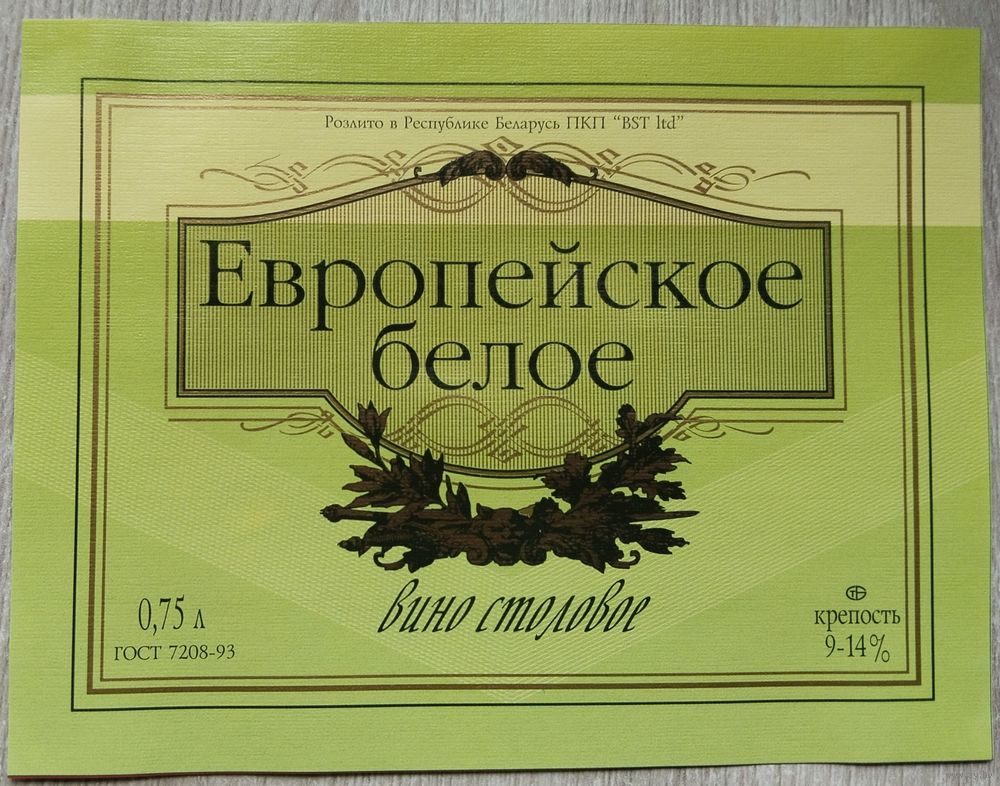 Розлито в Республике Беларусь ПКП “BST ltd”
Европейское
белое
вино столовое
0,75 л
ГОСТ 7208-93
крепость
9-14%